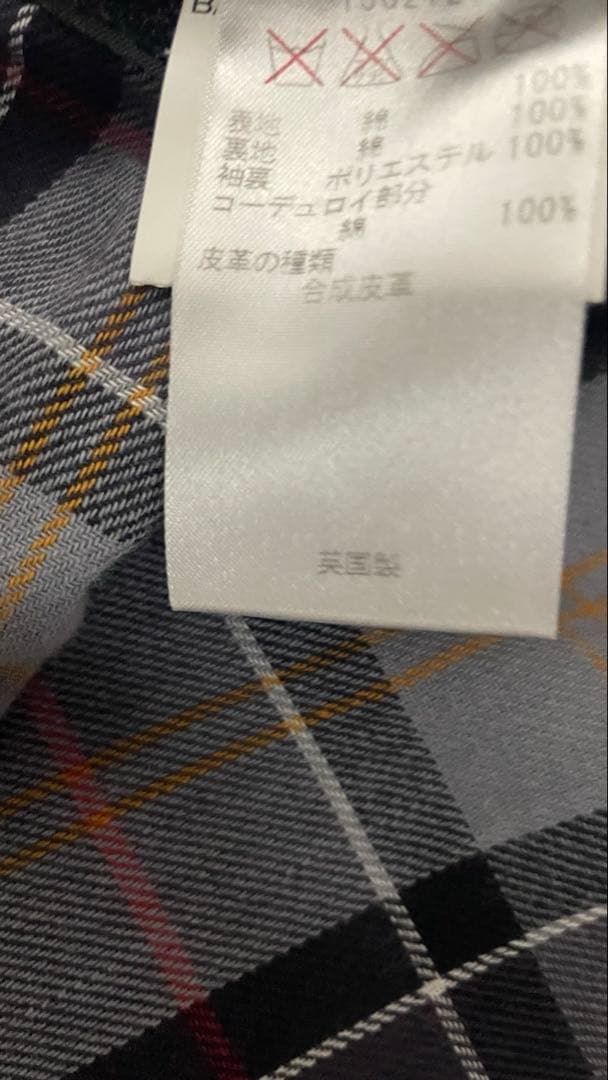 100%
表地 綿 100%
裏地 綿 100%
袖裏 ポリエステル
コーデュロイ部分
綿 100%
皮革の種類
合成皮革
英国製